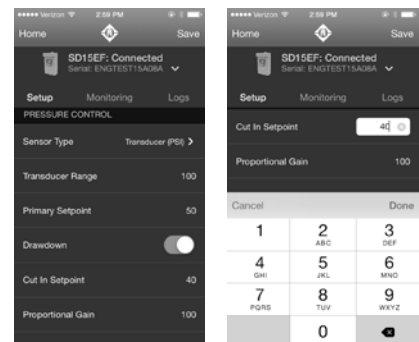 Verizon 2:59 PM
Home Save
SD15EF: Connected
Serial: ENGTEST15A08A
Setup Monitoring Logs
PRESSURE CONTROL
Sensor Type Transducer (PSI)
Transducer Range 100
Primary Setpoint 50
Drawdown
Cut In Setpoint 40
Proportional Gain 100
Verizon 2:59 PM
Home Save
SD15EF: Connected
Serial: ENGTEST15A08A
Setup Monitoring Logs
Cut In Setpoint 40
Proportional Gain 100
Cancel Done
1 2 3
ABC DEF
4 5 6
GHI JKL MNO
7 8 9
PQRS TUV WXYZ
0